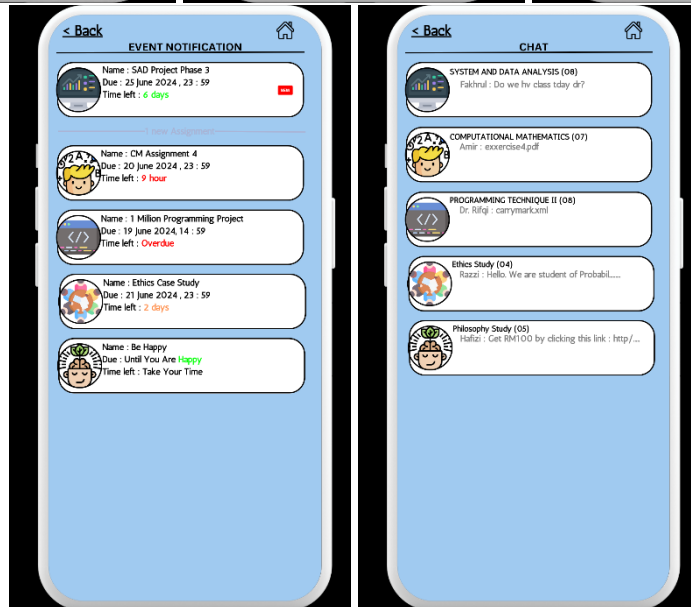 < Back
EVENT NOTIFICATION
Name : SAD Project Phase 3
Due : 25 June 2024 , 23 : 59
Time left : 6 days
1 new Assignment
Name : CM Assignment 4
Due : 20 June 2024 , 23 : 59
Time left : 9 hour
Name : 1 Million Programming Project
Due : 19 June 2024, 14 : 59
Time left : Overdue
Name : Ethics Case Study
Due : 21 June 2024 , 23 : 59
Time left : 2 days
Name : Be Happy
Due : Until You Are Happy
Time left : Take Your Time
< Back
CHAT
SYSTEM AND DATA ANALYSIS (08)
Fakhrul : Do we hv class tday dr?
COMPUTATIONAL MATHEMATICS (07)
Amir : exxercise4.pdf
PROGRAMMING TECHNIQUE II (08)
Dr. Rifqi : carrymark.xml
Ethics Study (04)
Razzi : Hello. We are student of Probabil......
Philosophy Study (05)
Hafizi : Get RM100 by clicking this link : http/...